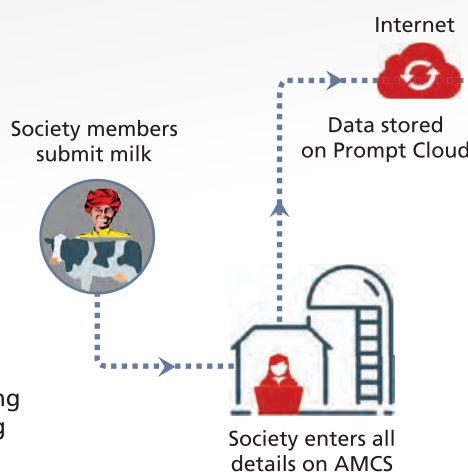 Internet
Data stored
on Prompt Cloud
Society members
submit milk
Society enters all
details on AMCS